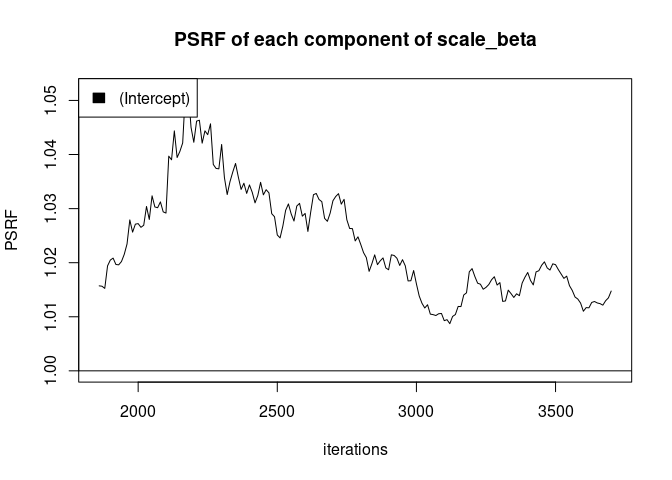 PSRF of each component of scale_beta
(Intercept)
PSRF
1.05
1.04
1.03
1.02
1.01
1.00
2000
2500
3000
3500
iterations